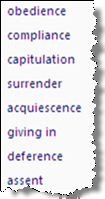 obedience
compliance
capitulation
surrender
acquiescence
giving in
deference
assent